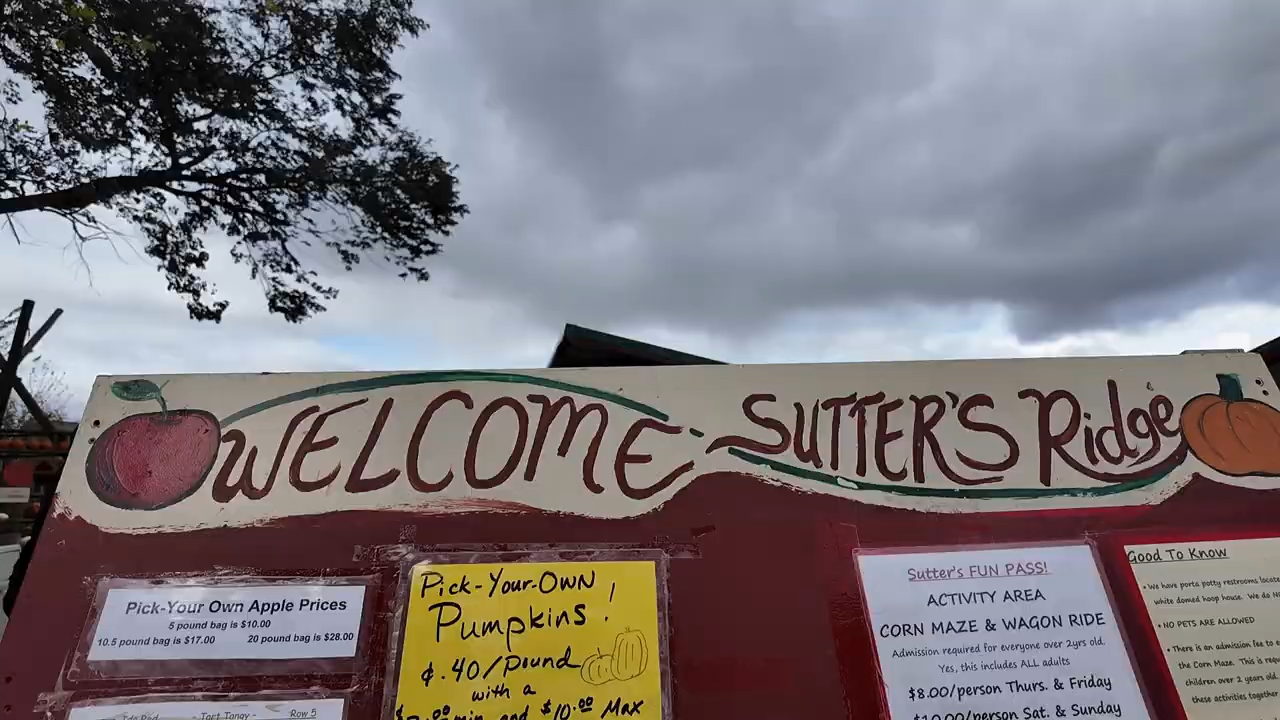 WELCOME SUTTER'S Ridge
Pick-Your Own Apple Prices
5 pound bag is $10.00
10.5 pound bag is $17.00 20 pound bag is $28.00
Ida Red - Tart Tangy - Row 5
Pick-Your-OWN
Pumpkins!
¢.40/Pound
with a
min and $10.00 Max
Sutter's FUN PASS!
ACTIVITY AREA
CORN MAZE & WAGON RIDE
Admission required for everyone over 2yrs old.
Yes, this includes ALL adults
$8.00/person Thurs. & Friday
$10.00/person Sat. & Sunday
Good To Know
• We have porta potty restrooms
white domed hoop house. We do
• NO PETS ARE ALLOWED
• There is an admission fee to
the Corn Maze. This is
children over 2 years
these activities together